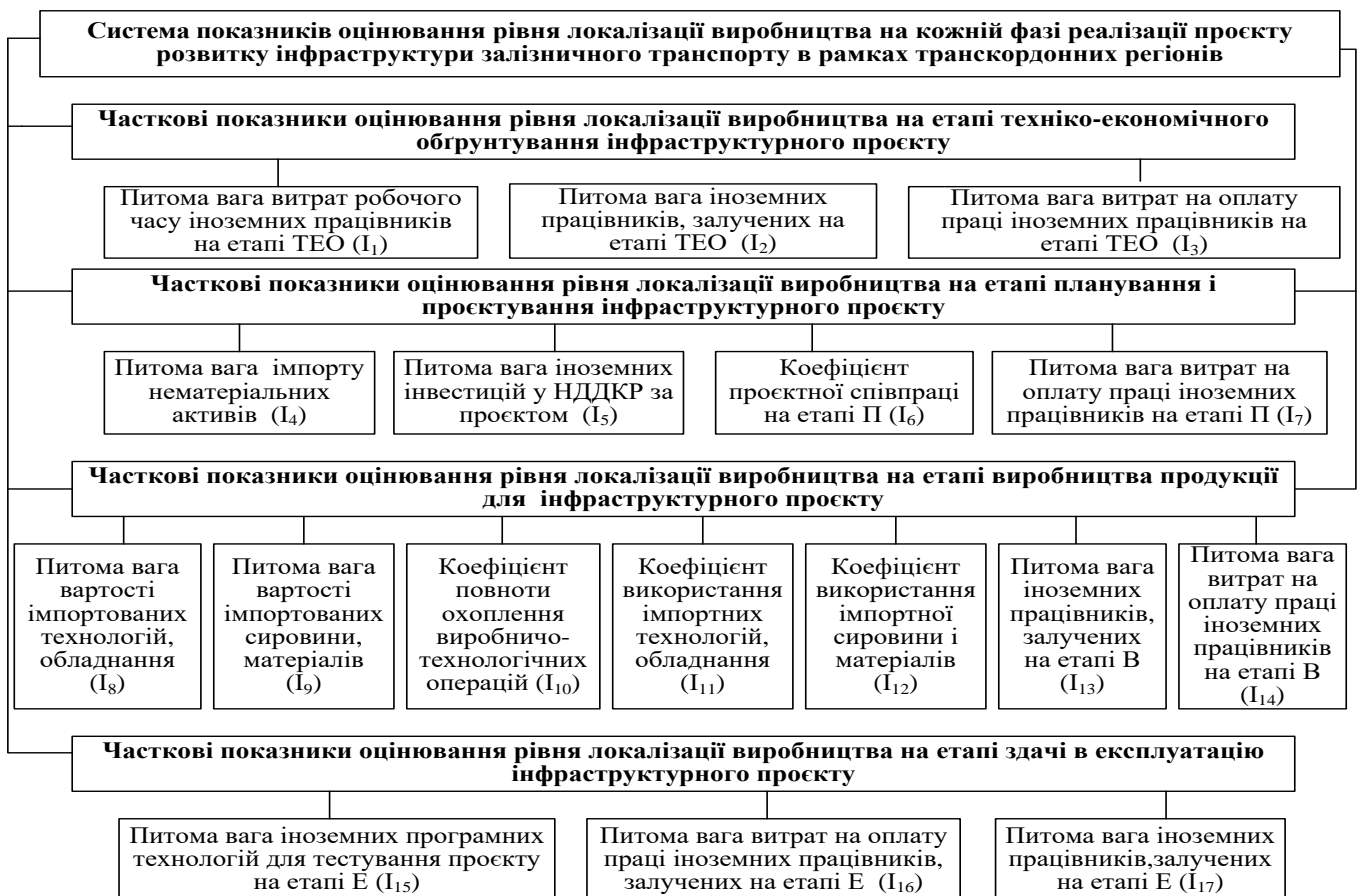 Система показників оцінювання рівня локалізації виробництва на кожній фазі реалізації проєкту
розвитку інфраструктури залізничного транспорту в рамках транскордонних регіонів
Часткові показники оцінювання рівня локалізації виробництва на етапі техніко-економічного
обґрунтування інфраструктурного проєкту
Питома вага витрат робочого
часу іноземних працівників
на етапі ТЕО (I₁)
Питома вага іноземних
працівників, залучених на
етапі ТЕО (I₂)
Питома вага витрат на оплату
праці іноземних працівників на
етапі ТЕО (I₃)
Часткові показники оцінювання рівня локалізації виробництва на етапі планування і
проєктування інфраструктурного проєкту
Питома вага імпорту
нематеріальних
активів (I₄)
Питома вага іноземних
інвестицій у НДДКР за
проєктом (I₅)
Коефіцієнт
проєктної співпраці
на етапі П (I₆)
Питома вага витрат на
оплату праці іноземних
працівників на етапі П (I₇)
Часткові показники оцінювання рівня локалізації виробництва на етапі виробництва продукції
для інфраструктурного проєкту
Питома вага
вартості
імпортованих
технологій,
обладнання
(I₈)
Питома вага
вартості
імпортованих
сировини,
матеріалів
(I₉)
Коефіцієнт
повноти
охоплення
виробничо-
технологічних
операцій (I₁₀)
Коефіцієнт
використання
імпортних
технологій,
обладнання
(I₁₁)
Коефіцієнт
використання
імпортної
сировини і
матеріалів
(I₁₂)
Питома вага
іноземних
працівників,
залучених
на етапі В
(I₁₃)
Питома вага
витрат на
оплату праці
іноземних
працівників
на етапі В
(I₁₄)
Часткові показники оцінювання рівня локалізації виробництва на етапі здачі в експлуатацію
інфраструктурного проєкту
Питома вага іноземних програмних
технологій для тестування проєкту
на етапі Е (I₁₅)
Питома вага витрат на оплату
праці іноземних працівників,
залучених на етапі Е (I₁₆)
Питома вага іноземних
працівників,залучених
на етапі Е (I₁₇)